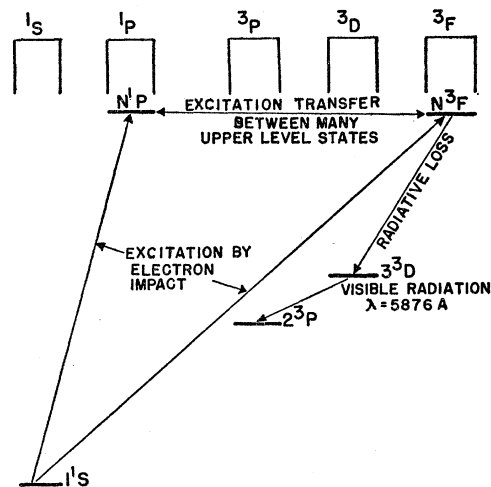 ¹S ¹P ³P ³D ³F
N¹P
N³F
EXCITATION TRANSFER
BETWEEN MANY
UPPER LEVEL STATES
RADIATIVE LOSS
EXCITATION BY
ELECTRON
IMPACT
3³D
VISIBLE RADIATION
λ=5876 Å
2³P
1¹S